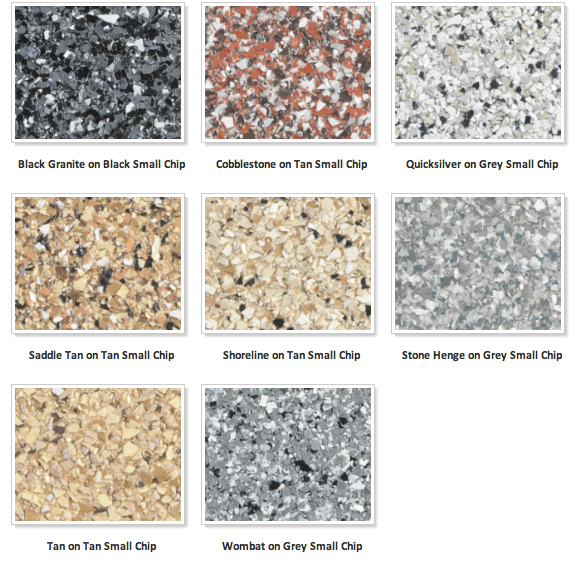 Black Granite on Black Small Chip
Cobblestone on Tan Small Chip
Quicksilver on Grey Small Chip
Saddle Tan on Tan Small Chip
Shoreline on Tan Small Chip
Stone Henge on Grey Small Chip
Tan on Tan Small Chip
Wombat on Grey Small Chip